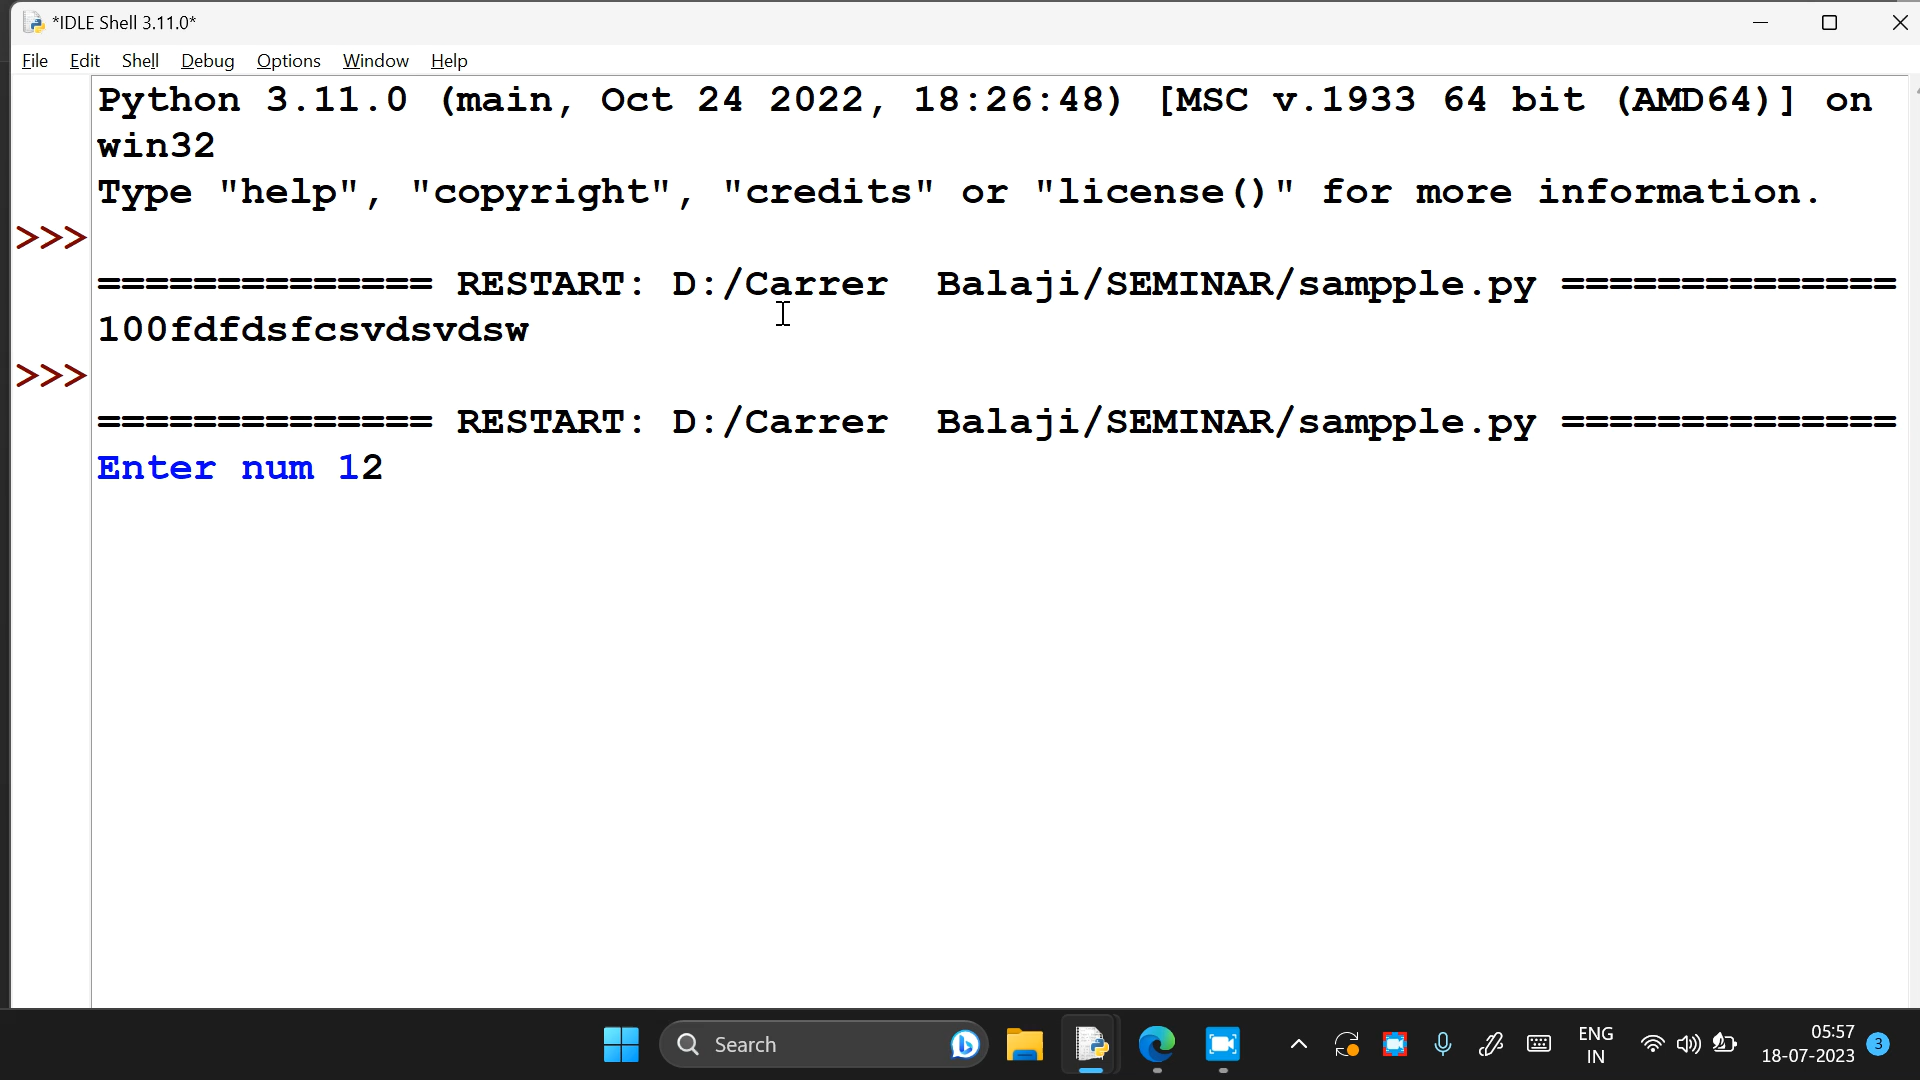 *IDLE Shell 3.11.0*
File Edit Shell Debug Options Window Help
Python 3.11.0 (main, Oct 24 2022, 18:26:48) [MSC v.1933 64 bit (AMD64)] on
win32
Type "help", "copyright", "credits" or "license()" for more information.
>>>
============== RESTART: D:/Carrer  Balaji/SEMINAR/sampple.py ==============
100fdfdsfcsvdsvdsw
>>>
============== RESTART: D:/Carrer  Balaji/SEMINAR/sampple.py ==============
Enter num 12
Search
ENG
IN
05:57
18-07-2023
3